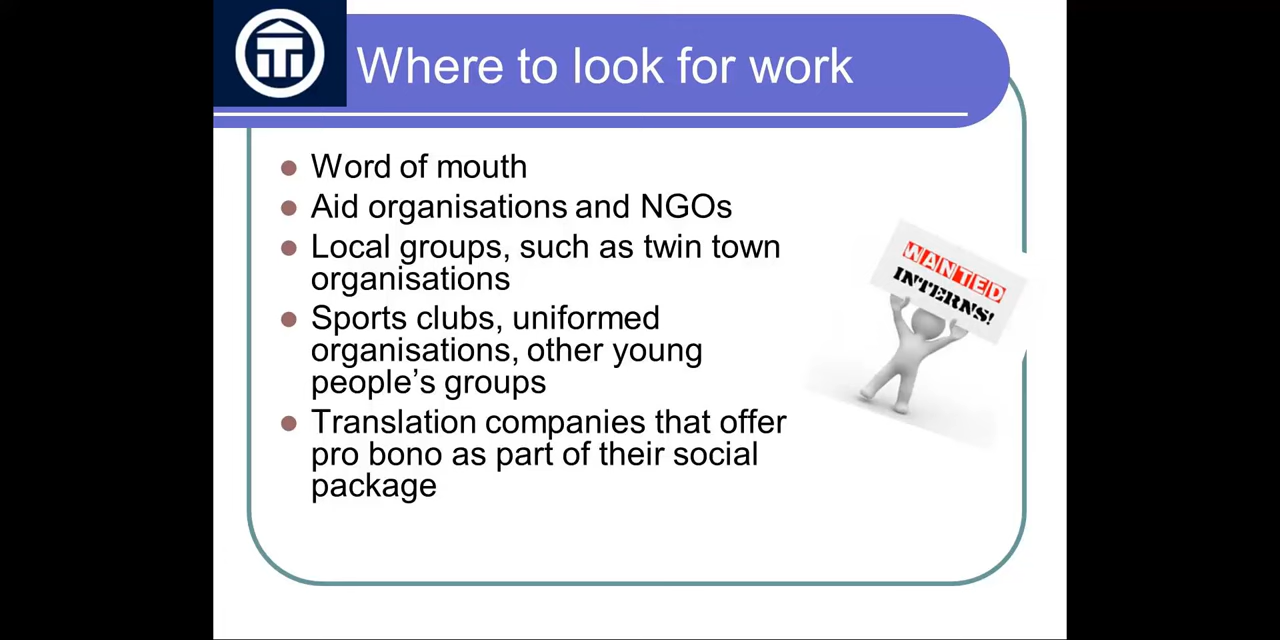 Where to look for work
Word of mouth
Aid organisations and NGOs
Local groups, such as twin town
organisations
Sports clubs, uniformed
organisations, other young
people’s groups
Translation companies that offer
pro bono as part of their social
package
WANTED
INTERNS!